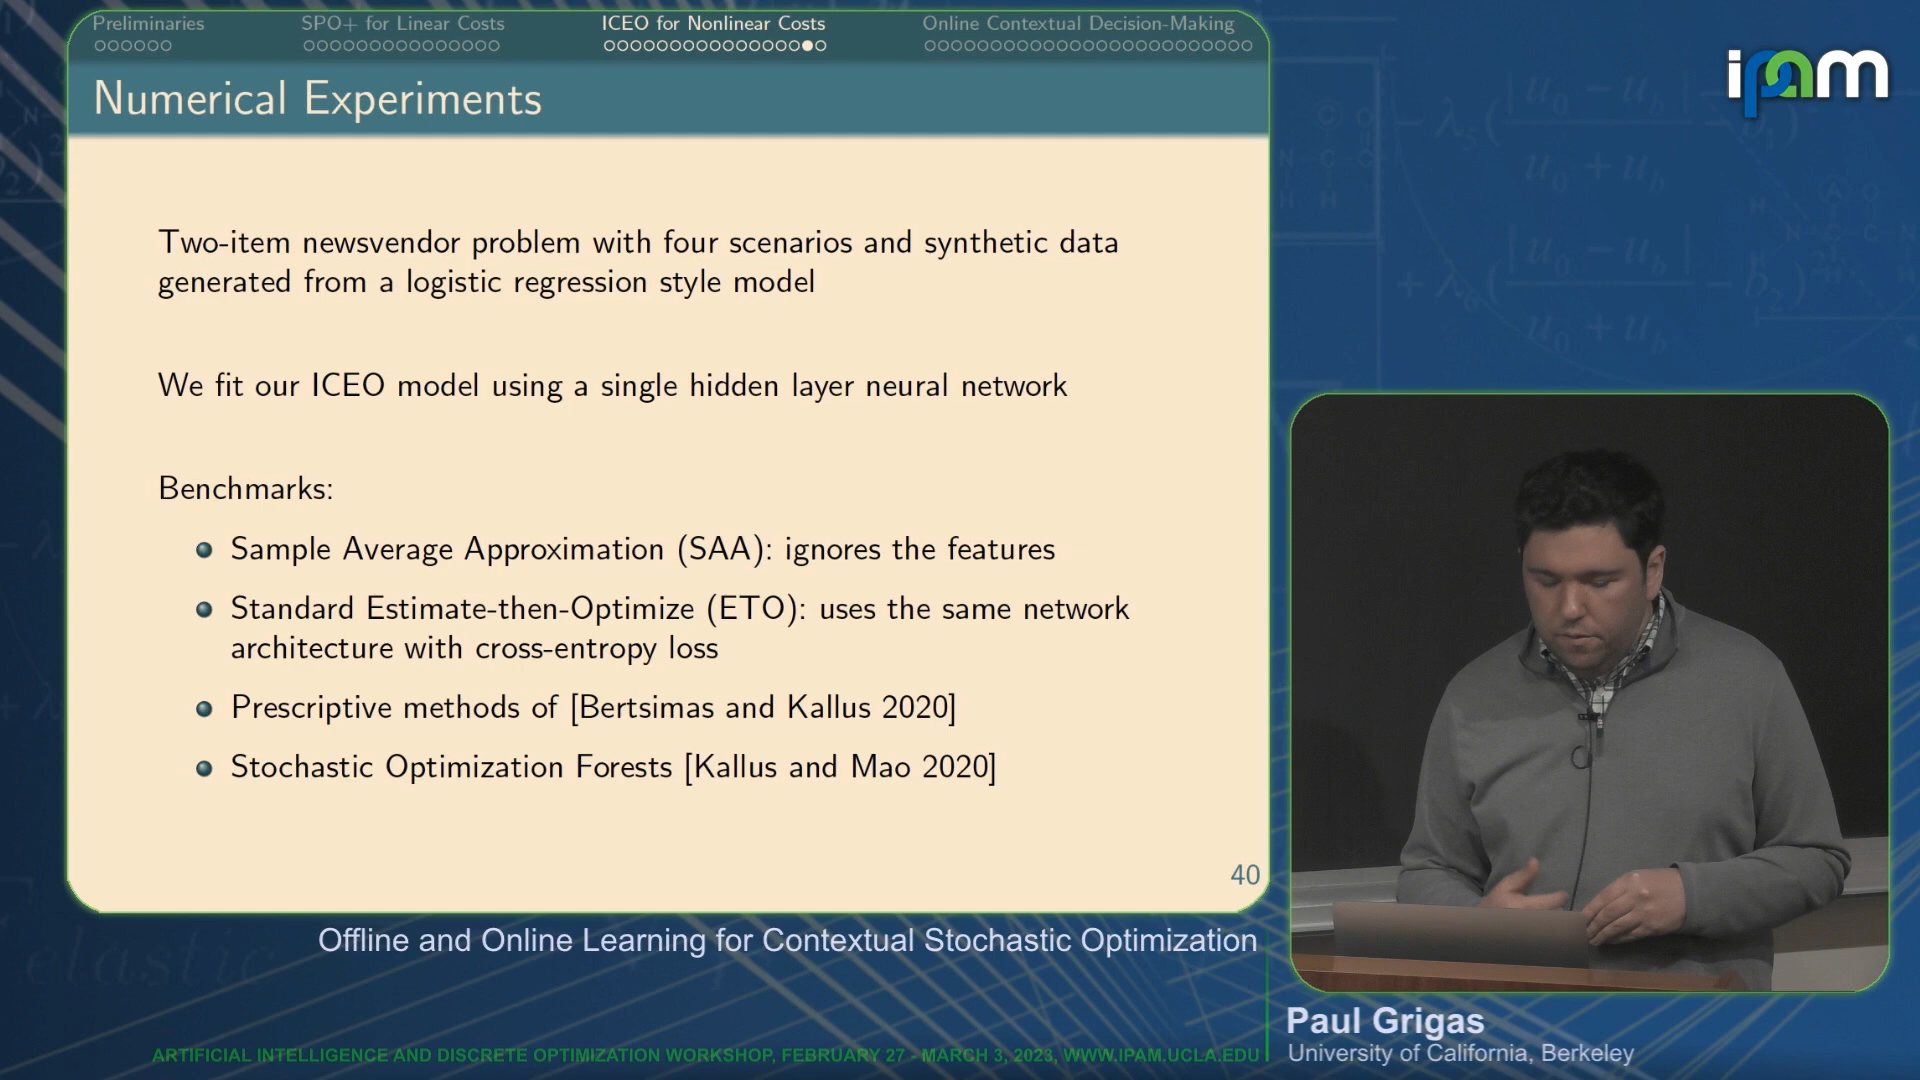 Preliminaries
SPO+ for Linear Costs
ICEO for Nonlinear Costs
Online Contextual Decision-Making
Numerical Experiments
Two-item newsvendor problem with four scenarios and synthetic data
generated from a logistic regression style model
We fit our ICEO model using a single hidden layer neural network
Benchmarks:
Sample Average Approximation (SAA): ignores the features
Standard Estimate-then-Optimize (ETO): uses the same network
architecture with cross-entropy loss
Prescriptive methods of [Bertsimas and Kallus 2020]
Stochastic Optimization Forests [Kallus and Mao 2020]
40
ipam
Offline and Online Learning for Contextual Stochastic Optimization
Paul Grigas
University of California, Berkeley
ARTIFICIAL INTELLIGENCE AND DISCRETE OPTIMIZATION WORKSHOP, FEBRUARY 27 - MARCH 3, 2023, WWW.IPAM.UCLA.EDU
elastic